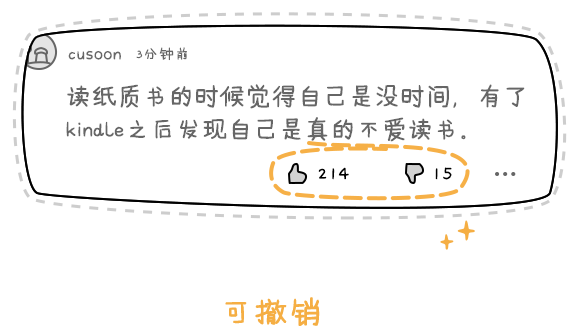 cusoon 3分钟前
读纸质书的时候觉得自己是没时间，有了
kindle之后发现自己是真的不爱读书。
214 15 ...
可撤销